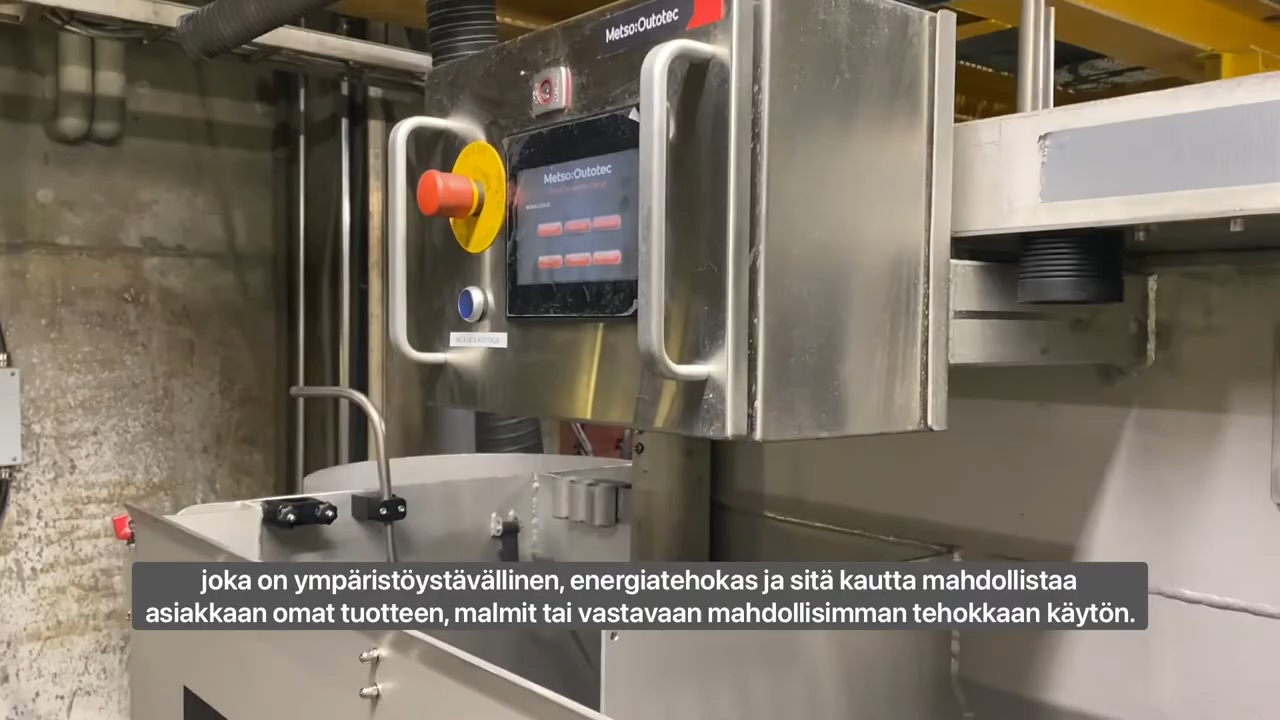 Metso:Outotec
Metso:Outotec
joka on ympäristöystävällinen, energiatehokas ja sitä kautta mahdollistaa
asiakkaan omat tuotteen, malmit tai vastavaan mahdollisimman tehokkaan käytön.